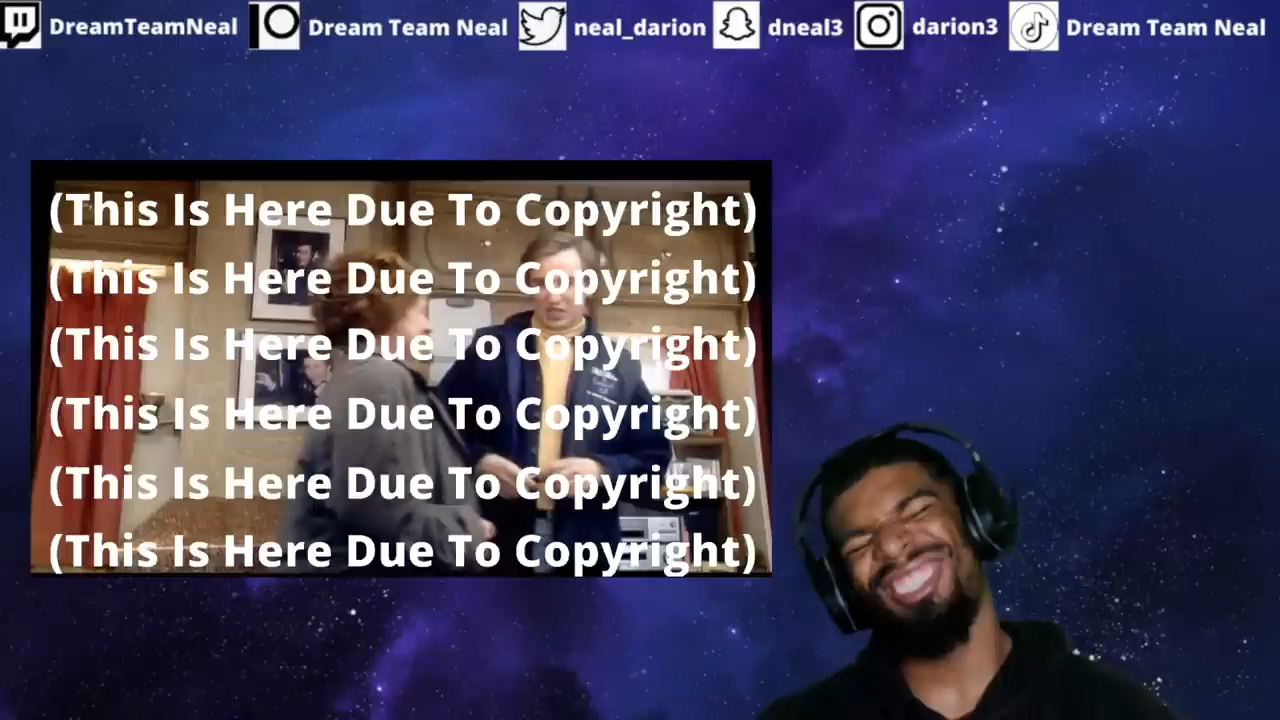 DreamTeamNeal Dream Team Neal neal_darion dneal3 darion3 Dream Team Neal
(This Is Here Due To Copyright)
(This Is Here Due To Copyright)
(This Is Here Due To Copyright)
(This Is Here Due To Copyright)
(This Is Here Due To Copyright)
(This Is Here Due To Copyright)